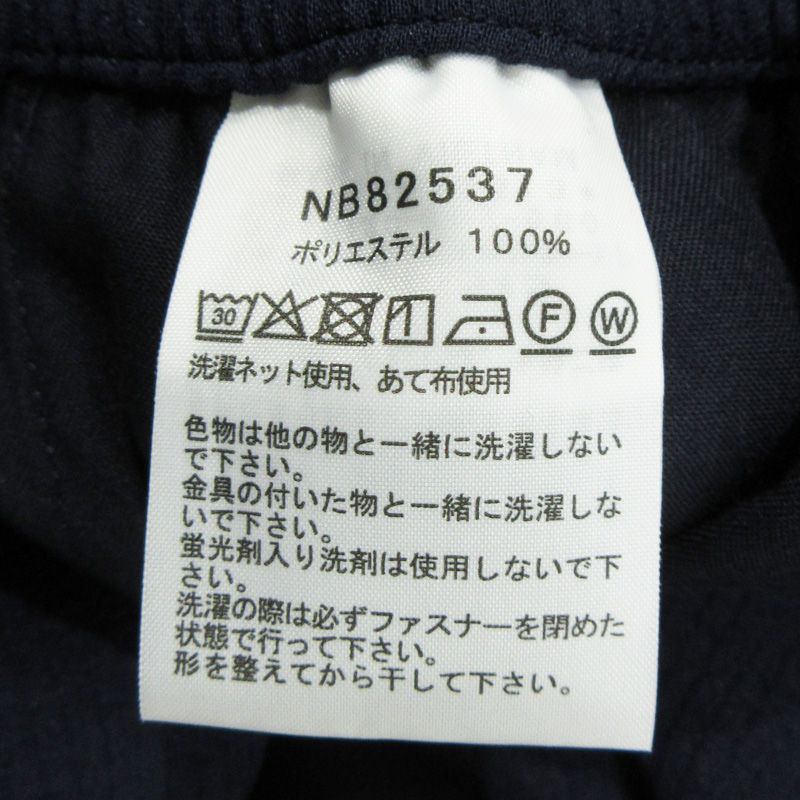 NB82537
ポリエステル 100%
30 F W
洗濯ネット使用、あて布使用
色物は他の物と一緒に洗濯しない
で下さい。
金具の付いた物と一緒に洗濯しな
いで下さい。
蛍光剤入り洗剤は使用しないで下
さい。
洗濯の際は必ずファスナーを閉めた
状態で行って下さい。
形を整えてから干して下さい。